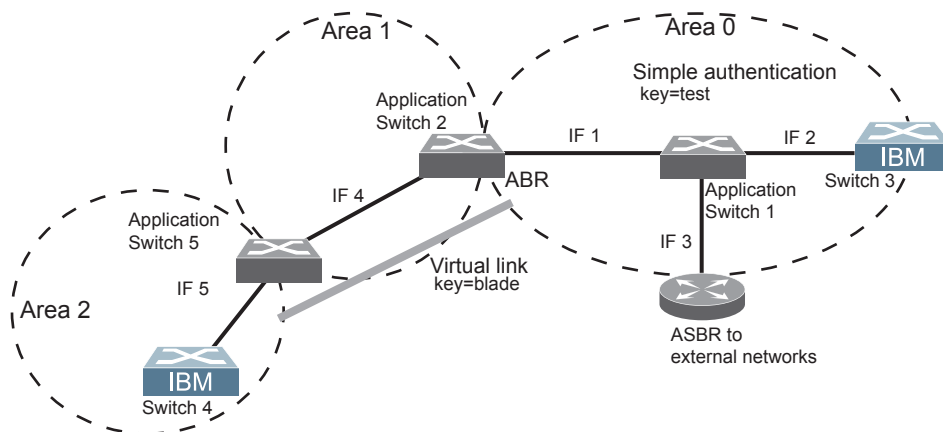 Area 1
Area 0
Simple authentication
key=test
Application
Switch 2
IF 1
IF 2
IBM
Switch 3
ABR
Application
Switch 1
IF 4
Application
Switch 5
IF 3
Virtual link
key=blade
IF 5
Area 2
ASBR to
external networks
IBM
Switch 4